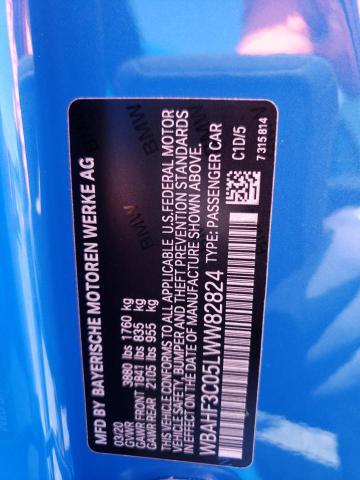 MFD BY BAYERISCHE MOTOREN WERKE AG
03/20
GVWR 3880 lbs 1760 kg
GAWR FRONT 1841 lbs 835 kg
GAWR REAR 2105 lbs 955 kg
THIS VEHICLE CONFORMS TO ALL APPLICABLE U.S. FEDERAL MOTOR
VEHICLE SAFETY, BUMPER AND THEFT PREVENTION STANDARDS
IN EFFECT ON THE DATE OF MANUFACTURE SHOWN ABOVE.
WBAHF3C05LWW82824 TYPE: PASSENGER CAR
C1D/5
7315814
BMW
BMW